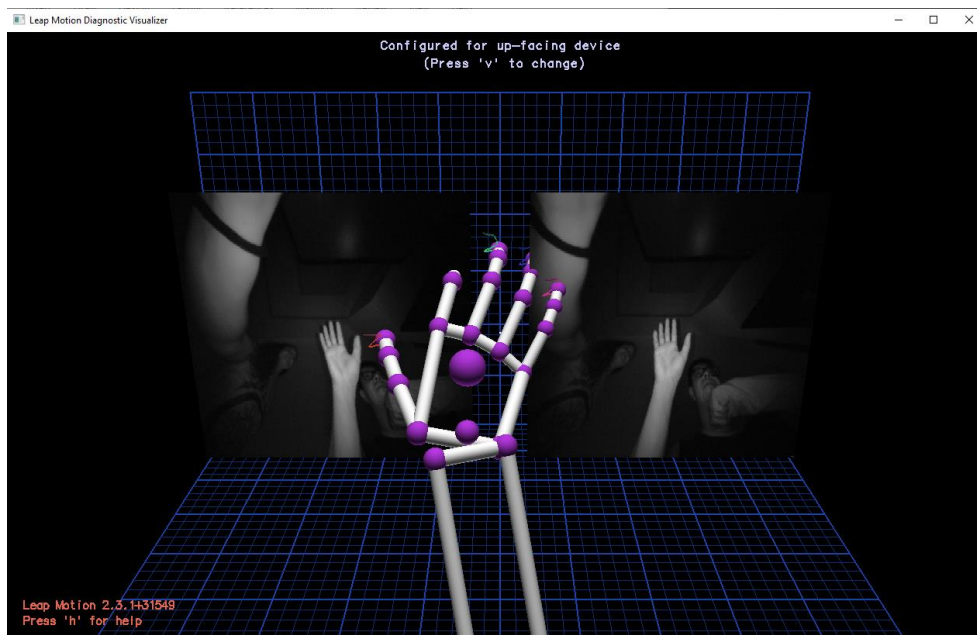 Leap Motion Diagnostic Visualizer
Configured for up-facing device
(Press 'v' to change)
Leap Motion 2.3.1+31549
Press 'h' for help